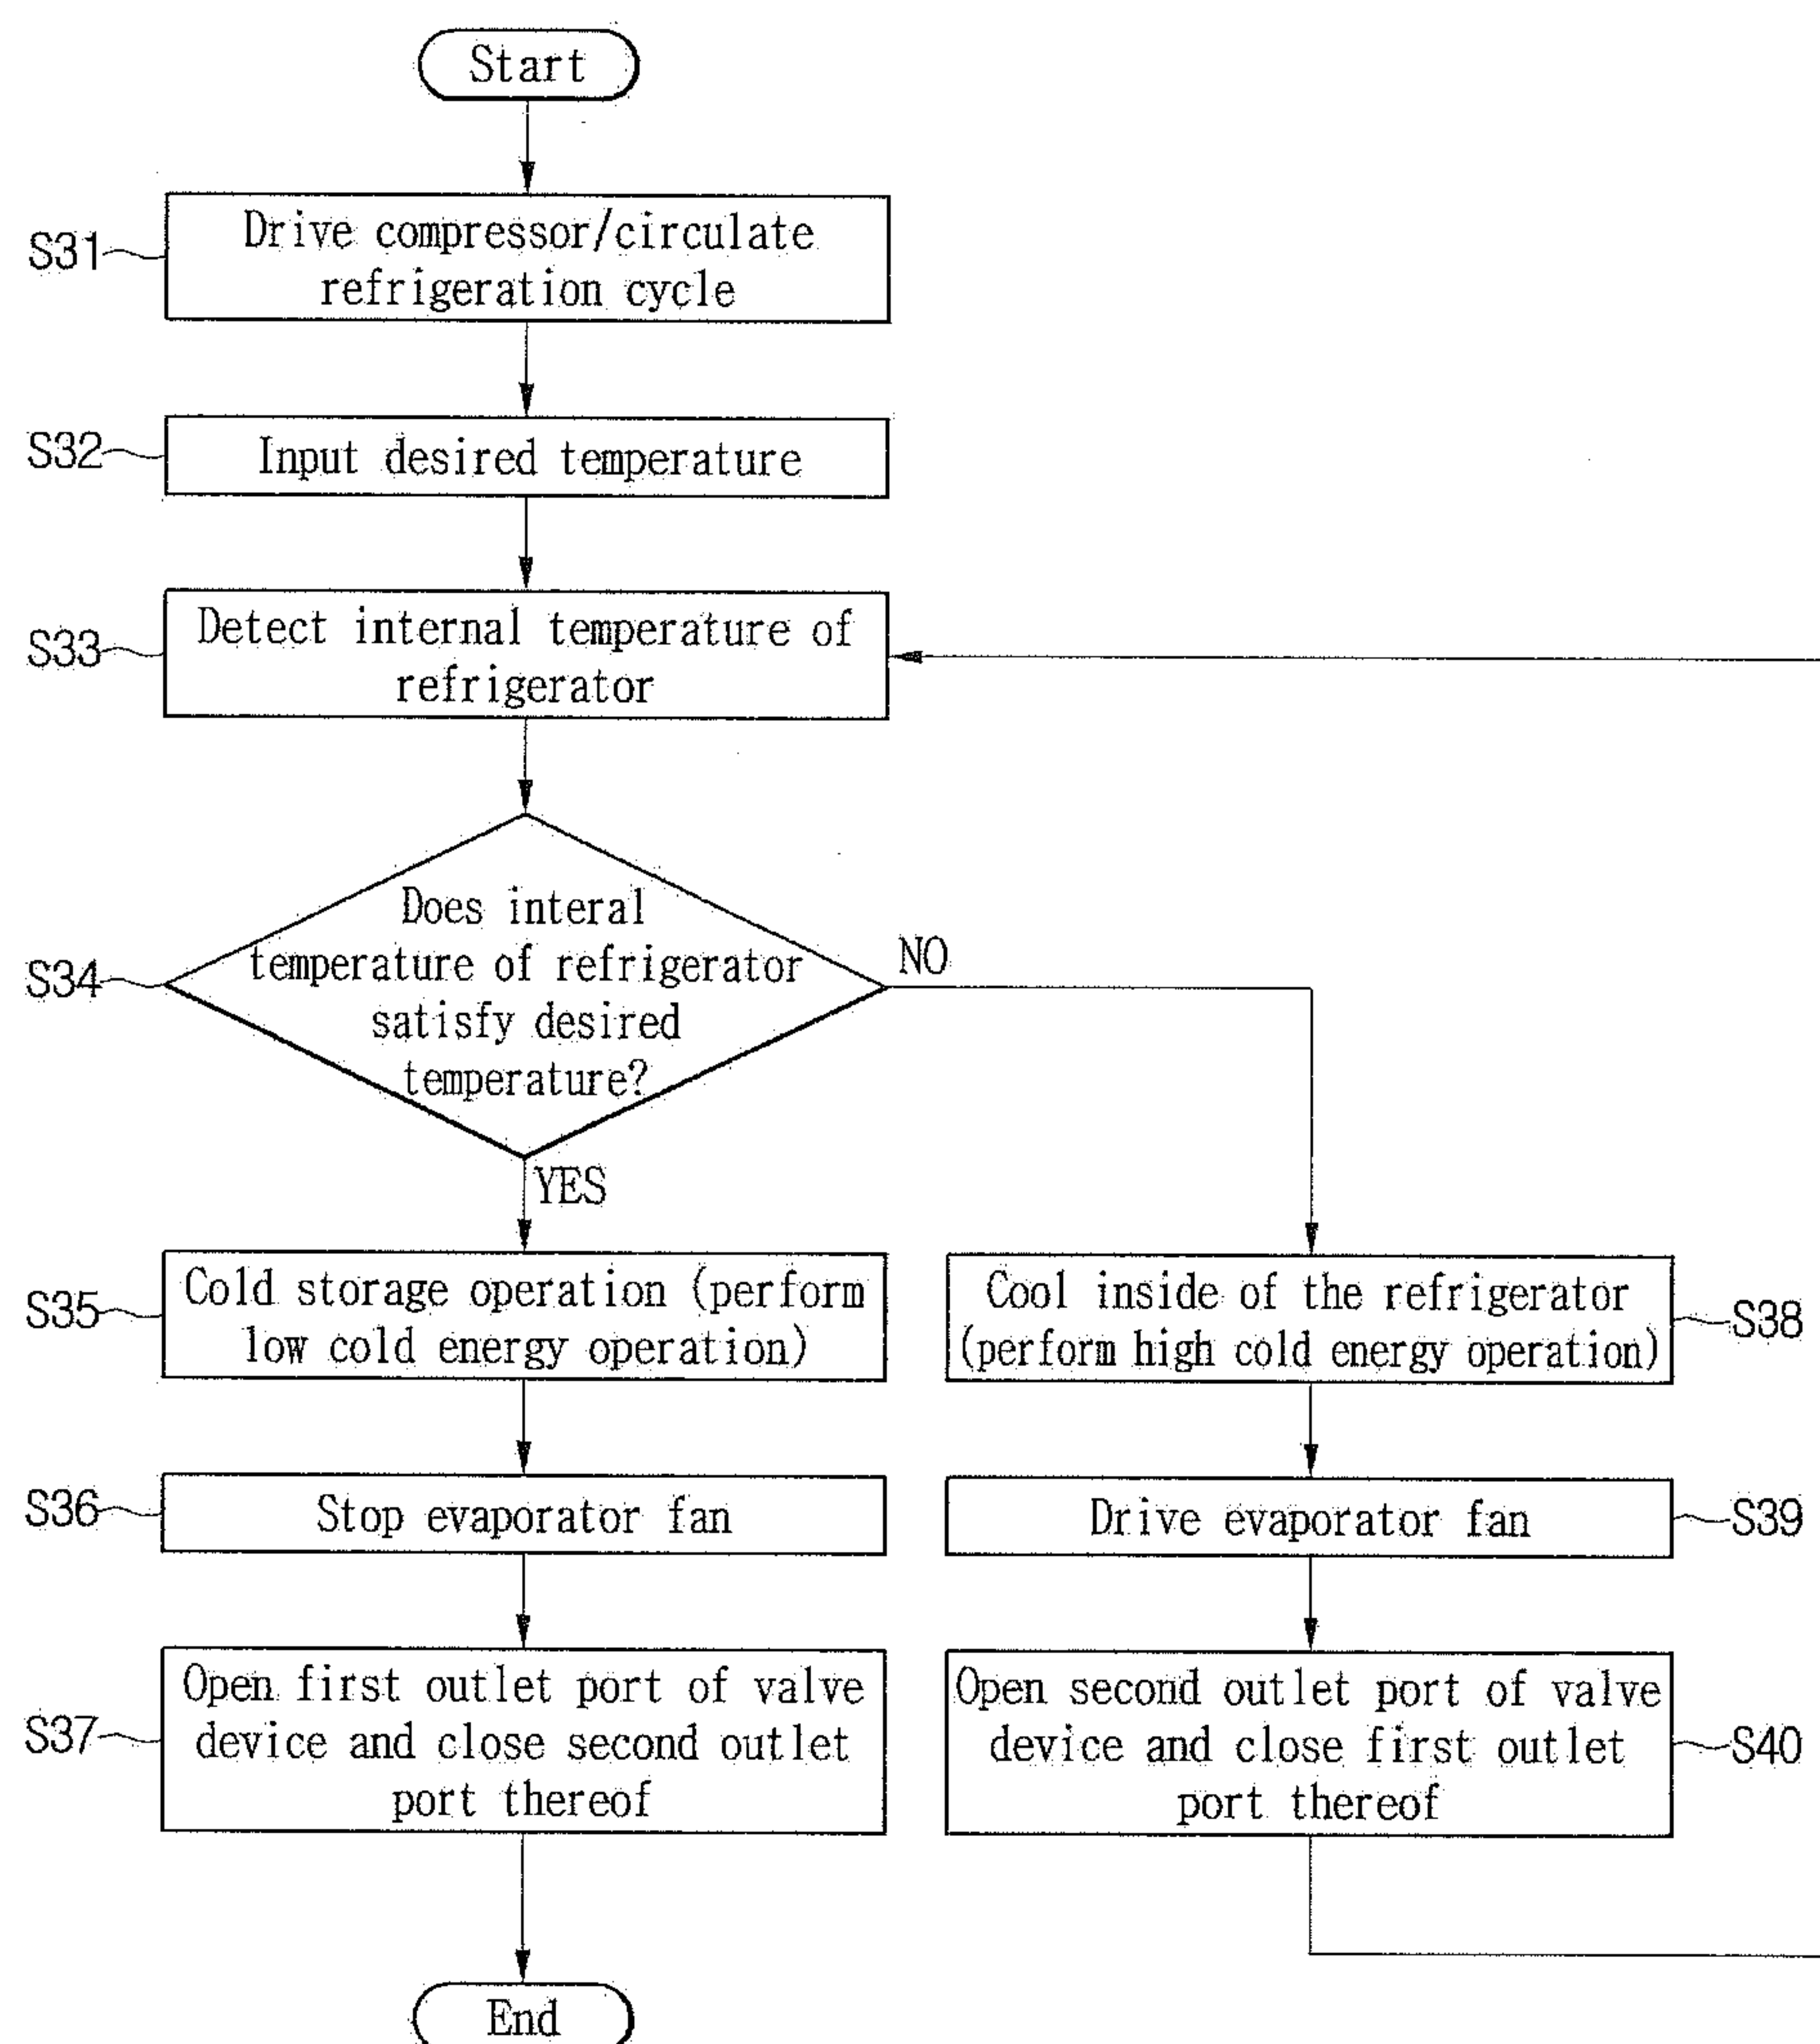 Start
S31
Drive compressor/circulate
refrigeration cycle
S32
Input desired temperature
S33
Detect internal temperature of
refrigerator
S34
Does interal
temperature of refrigerator
satisfy desired
temperature?
NO
YES
S35
Cold storage operation (perform
low cold energy operation)
Cool inside of the refrigerator
(perform high cold energy operation)
S38
S36
Stop evaporator fan
Drive evaporator fan
S39
S37
Open first outlet port of valve
device and close second outlet
port thereof
Open second outlet port of valve
device and close first outlet
port thereof
S40
End